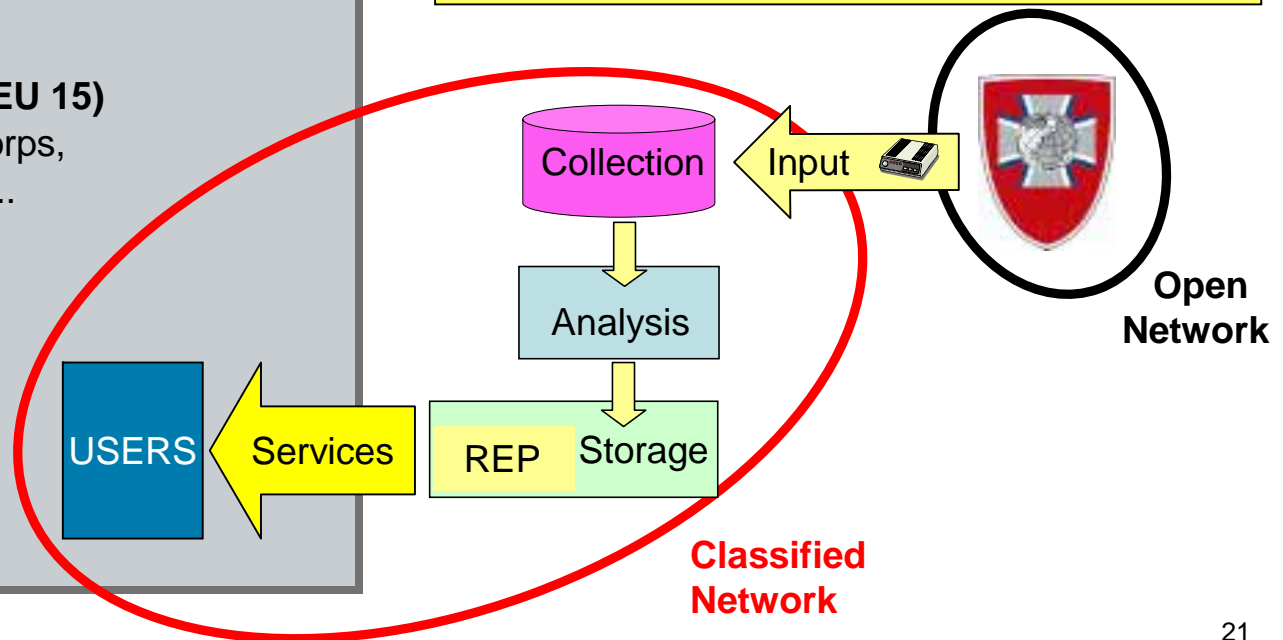 EU 15)
orps,
..
Collection
Input
Analysis
Open
Network
USERS
Services
REP
Storage
Classified
Network
21